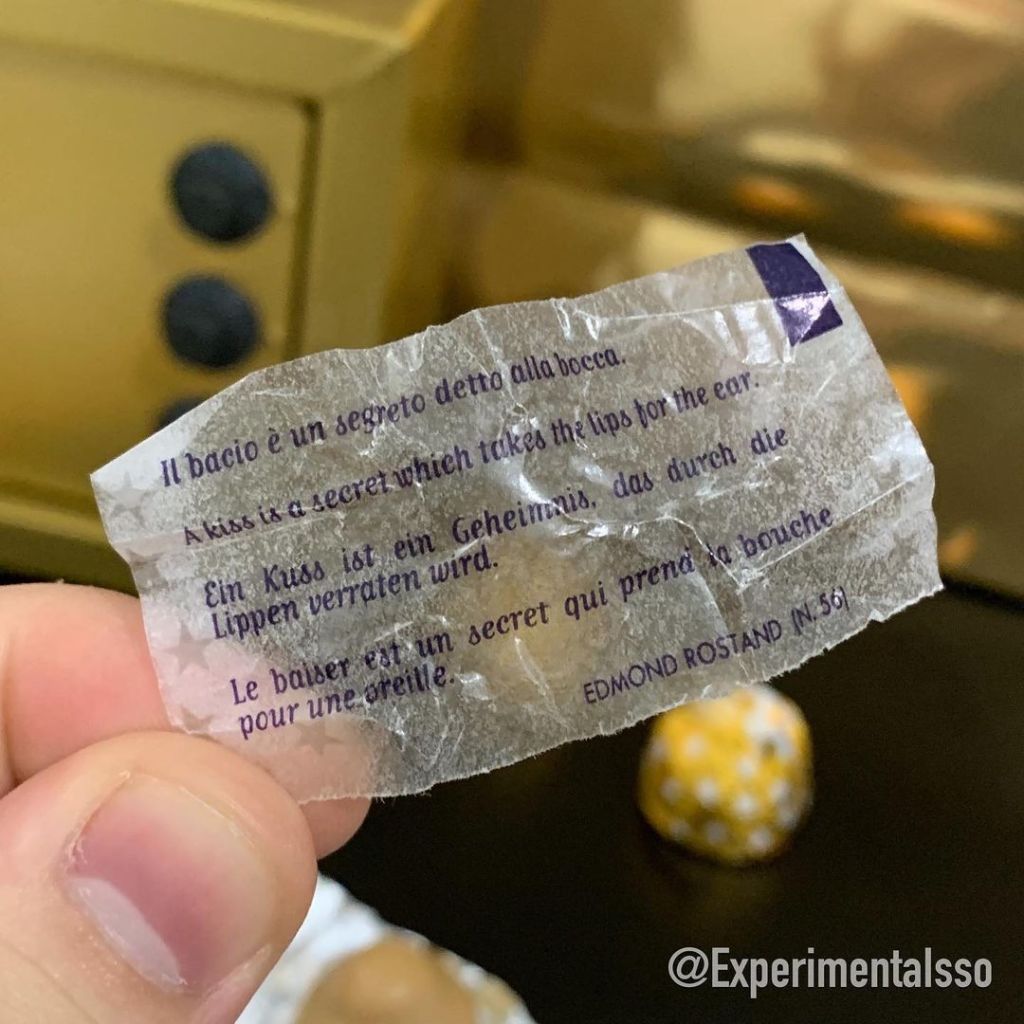 Il bacio è un segreto detto alla bocca.
A kiss is a secret which takes the lips for the ear.
Ein Kuss ist ein Geheimnis, das durch die
Lippen verraten wird.
Le baiser est un secret qui prend la bouche
pour une oreille.
EDMOND ROSTAND (N.56)
@Experimentalsso